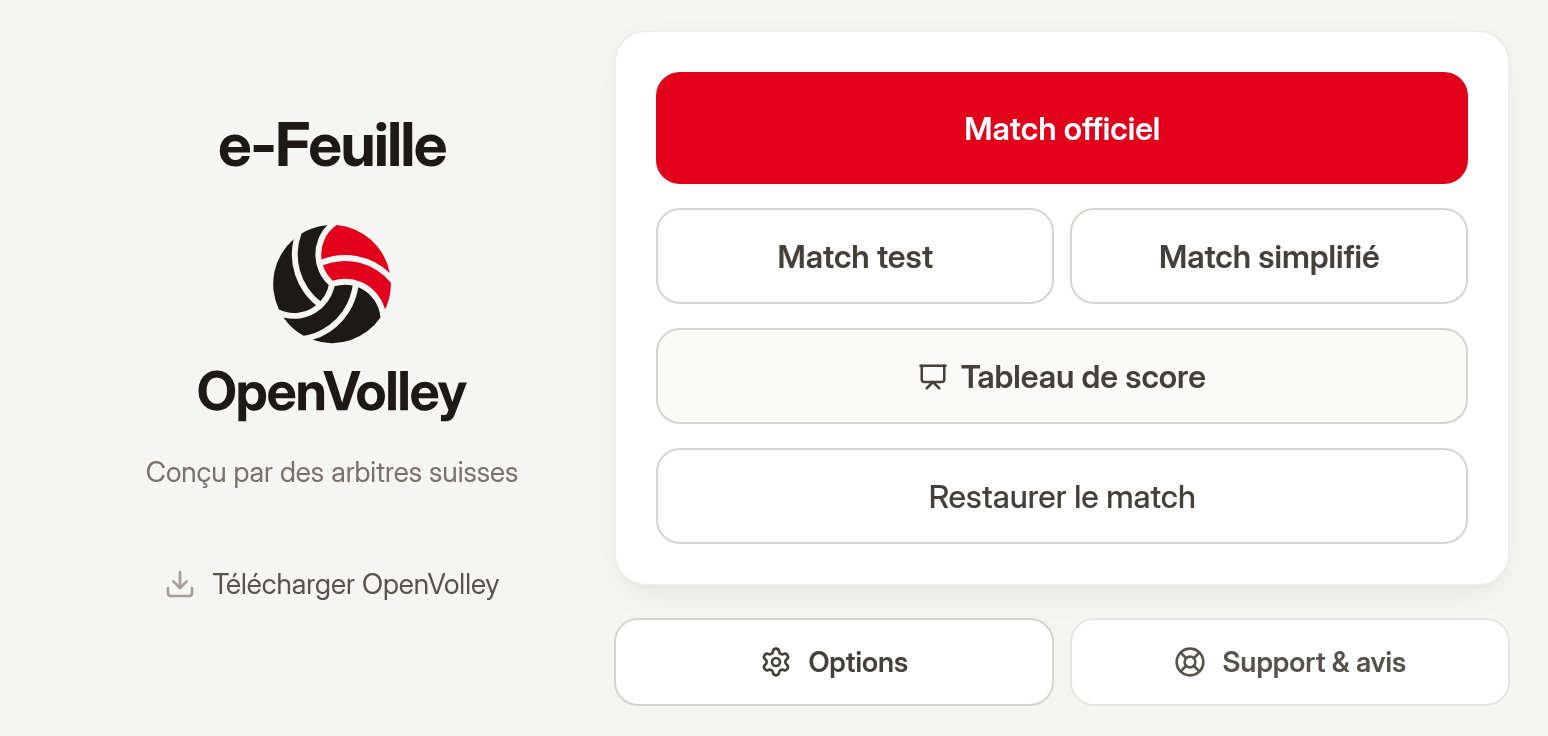 e-Feuille
OpenVolley
Conçu par des arbitres suisses
Télécharger OpenVolley
Match officiel
Match test
Match simplifié
Tableau de score
Restaurer le match
Options
Support & avis